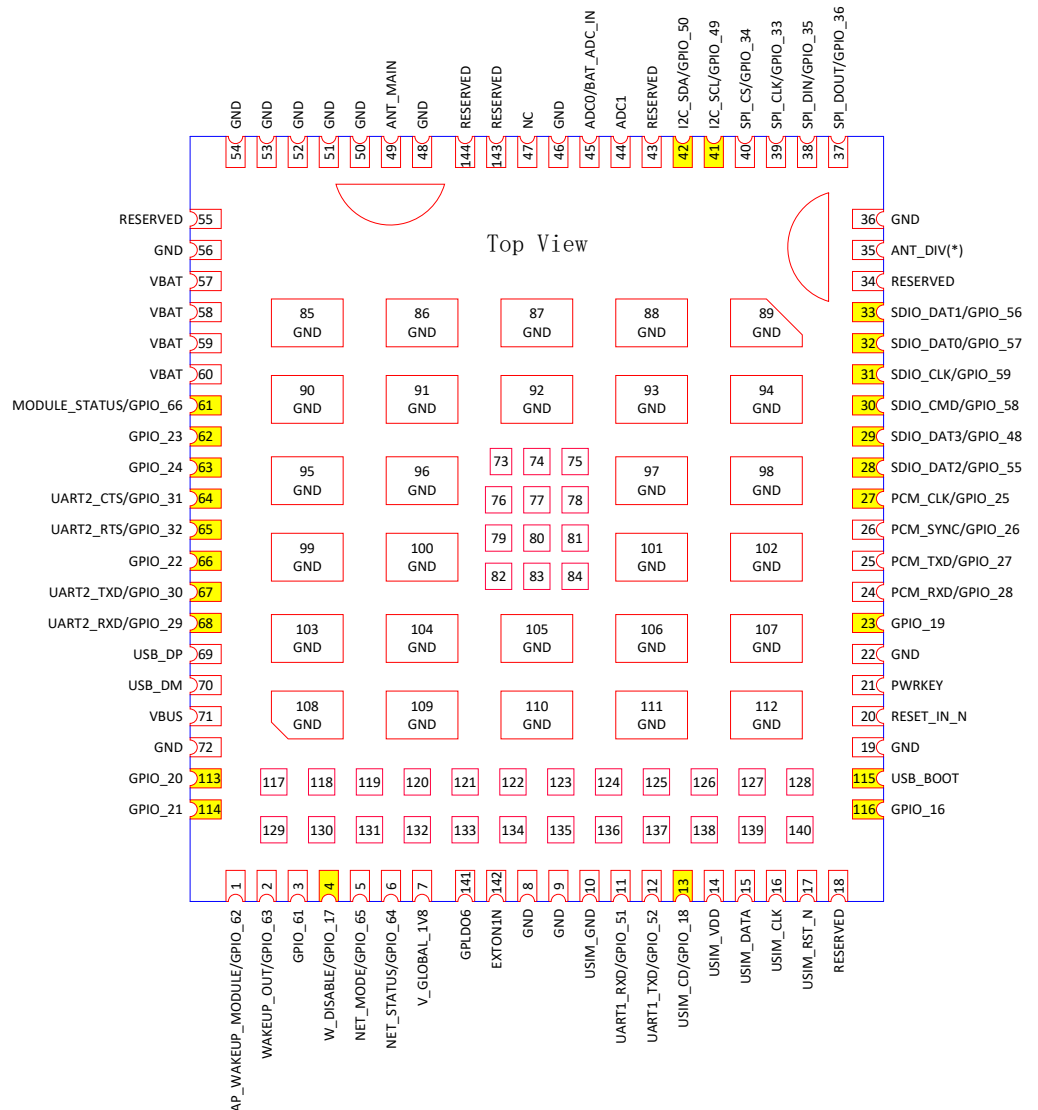 GND
GND
GND
GND
GND
ANT_MAIN
GND
RESERVED
RESERVED
NC
GND
ADC0/BAT_ADC_IN
ADC1
RESERVED
I2C_SDA/GPIO_50
I2C_SCL/GPIO_49
SPI_CS/GPIO_34
SPI_CLK/GPIO_33
SPI_DIN/GPIO_35
SPI_DOUT/GPIO_36
54 53 52 51 50 49 48 144 143 47 46 45 44 43 42 41 40 39 38 37
Top View
RESERVED 55
GND 56
VBAT 57
VBAT 58
VBAT 59
VBAT 60
MODULE_STATUS/GPIO_66 61
GPIO_23 62
GPIO_24 63
UART2_CTS/GPIO_31 64
UART2_RTS/GPIO_32 65
GPIO_22 66
UART2_TXD/GPIO_30 67
UART2_RXD/GPIO_29 68
USB_DP 69
USB_DM 70
VBUS 71
GND 72
GPIO_20 113
GPIO_21 114
85 86 87 88 89
GND GND GND GND GND
90 91 92 93 94
GND GND GND GND GND
73 74 75
95 96 97 98
GND GND GND GND
76 77 78
79 80 81
99 100 101 102
GND GND GND GND
82 83 84
103 104 105 106 107
GND GND GND GND GND
108 109 110 111 112
GND GND GND GND GND
117 118 119 120 121 122 123 124 125 126 127 128
129 130 131 132 133 134 135 136 137 138 139 140
36 GND
35 ANT_DIV(*)
34 RESERVED
33 SDIO_DAT1/GPIO_56
32 SDIO_DAT0/GPIO_57
31 SDIO_CLK/GPIO_59
30 SDIO_CMD/GPIO_58
29 SDIO_DAT3/GPIO_48
28 SDIO_DAT2/GPIO_55
27 PCM_CLK/GPIO_25
26 PCM_SYNC/GPIO_26
25 PCM_TXD/GPIO_27
24 PCM_RXD/GPIO_28
23 GPIO_19
22 GND
21 PWRKEY
20 RESET_IN_N
19 GND
115 USB_BOOT
116 GPIO_16
1 2 3 4 5 6 7 141 142 8 9 10 11 12 13 14 15 16 17 18
AP_WAKEUP_MODULE/GPIO_62
WAKEUP_OUT/GPIO_63
GPIO_61
W_DISABLE/GPIO_17
NET_MODE/GPIO_65
NET_STATUS/GPIO_64
V_GLOBAL_1V8
GPLDO6
EXTON1N
GND
GND
USIM_GND
UART1_RXD/GPIO_51
UART1_TXD/GPIO_52
USIM_CD/GPIO_18
USIM_VDD
USIM_DATA
USIM_CLK
USIM_RST_N
RESERVED